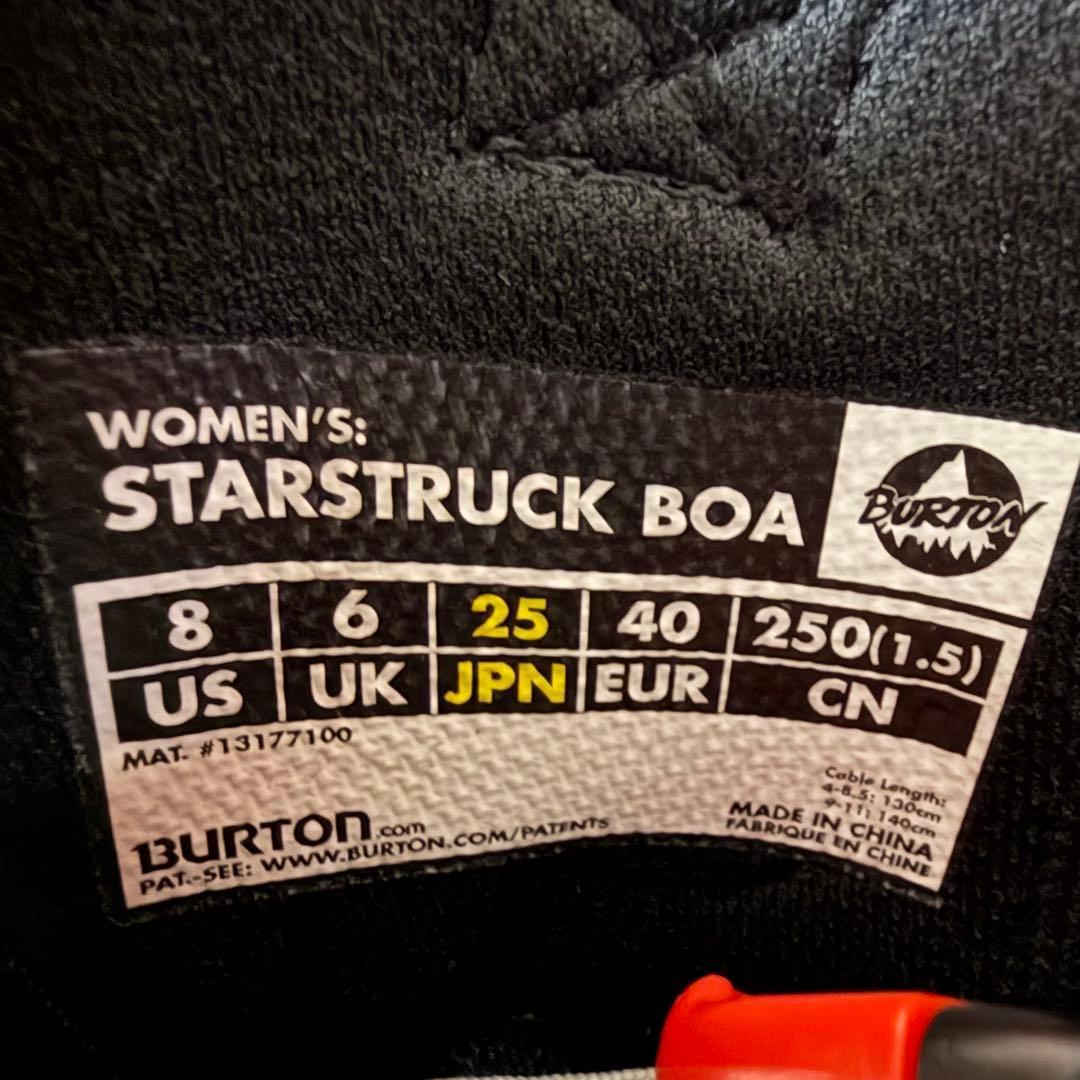 WOMEN'S:
STARSTRUCK BOA
BURTON
8 6 25 40 250(1.5)
US UK JPN EUR CN
MAT. #13177100
Cable Length:
4-8.5: 130cm
9-11: 140cm
MADE IN CHINA
FABRIQUE EN CHINE
BURTON.com
PAT.-SEE: WWW.BURTON.COM/PATENTS